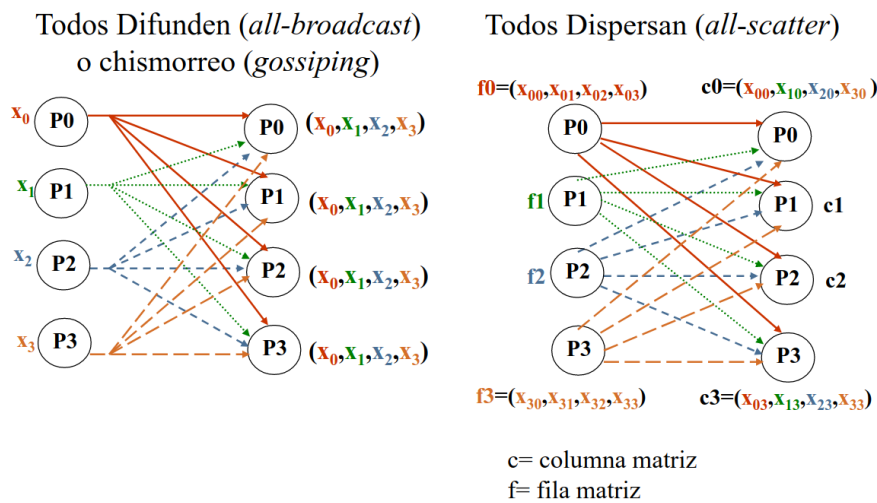 Todos Difunden (all-broadcast)
o chismorreo (gossiping)
x0 P0 P0 (x0,x1,x2,x3)
x1 P1 P1 (x0,x1,x2,x3)
x2 P2 P2 (x0,x1,x2,x3)
x3 P3 P3 (x0,x1,x2,x3)
Todos Dispersan (all-scatter)
f0=(x00,x01,x02,x03) c0=(x00,x10,x20,x30)
P0 P0
f1 P1 P1 c1
f2 P2 P2 c2
P3 P3
f3=(x30,x31,x32,x33) c3=(x03,x13,x23,x33)
c= columna matriz
f= fila matriz